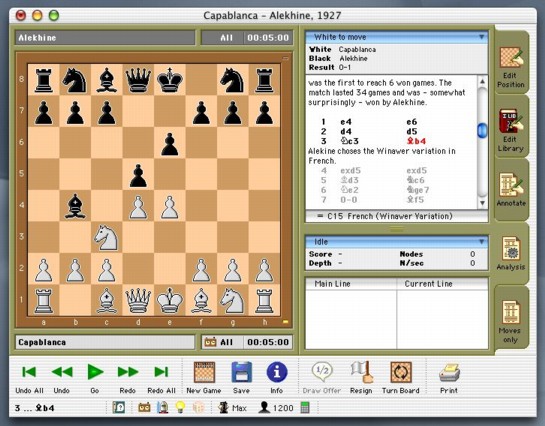 Capablanca – Alekhine, 1927
Alekhine
All
00:05:00
8
7
6
5
4
3
2
1
a b c d e f g h
Capablanca
All
00:05:00
White to move
White Capablanca
Black Alekhine
Result 0-1
was the first to reach 6 won games. The
match lasted 34 games and was - somewhat
surprisingly - won by Alekhine.
1 e4 e6
2 d4 d5
3 ♘c3 ♗b4
Alekine choses the Winawer variation in
French.
4 exd5 exd5
5 ♗d3 ♞c6
6 ♘e2 ♞ge7
7 0-0 ♗f5
= C15 French (Winawer Variation)
Idle
Score - Nodes 0
Depth - N/sec 0
Main Line
Current Line
Edit
Position
Edit
Library
Annotate
Analysis
Moves
only
Undo All
Undo
Go
Redo
Redo All
New Game
Save
Info
1/2
Draw Offer
Resign
Turn Board
Print
3 ... ♗b4
Max
1200